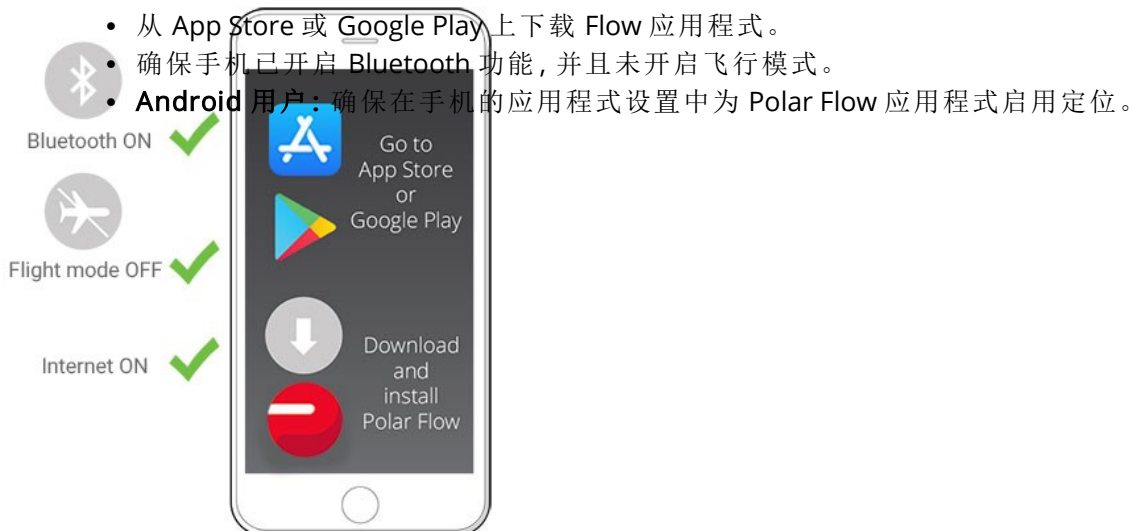 • 从 App Store 或 Google Play 上下载 Flow 应用程式。
• 确保手机已开启 Bluetooth 功能，并且未开启飞行模式。
• Android 用户：确保在手机的应用程式设置中为 Polar Flow 应用程式启用定位。
Bluetooth ON
Flight mode OFF
Internet ON
Go to
App Store
or
Google Play
Download
and
install
Polar Flow